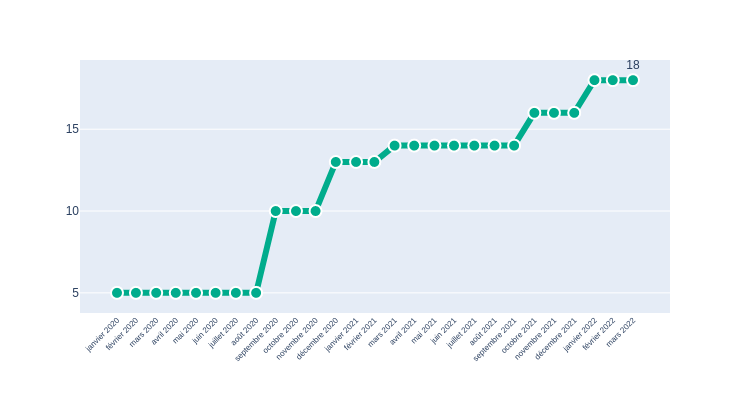 18
15
10
5
janvier 2020
février 2020
mars 2020
avril 2020
mai 2020
juin 2020
juillet 2020
août 2020
septembre 2020
octobre 2020
novembre 2020
décembre 2020
janvier 2021
février 2021
mars 2021
avril 2021
mai 2021
juin 2021
juillet 2021
août 2021
septembre 2021
octobre 2021
novembre 2021
décembre 2021
janvier 2022
février 2022
mars 2022